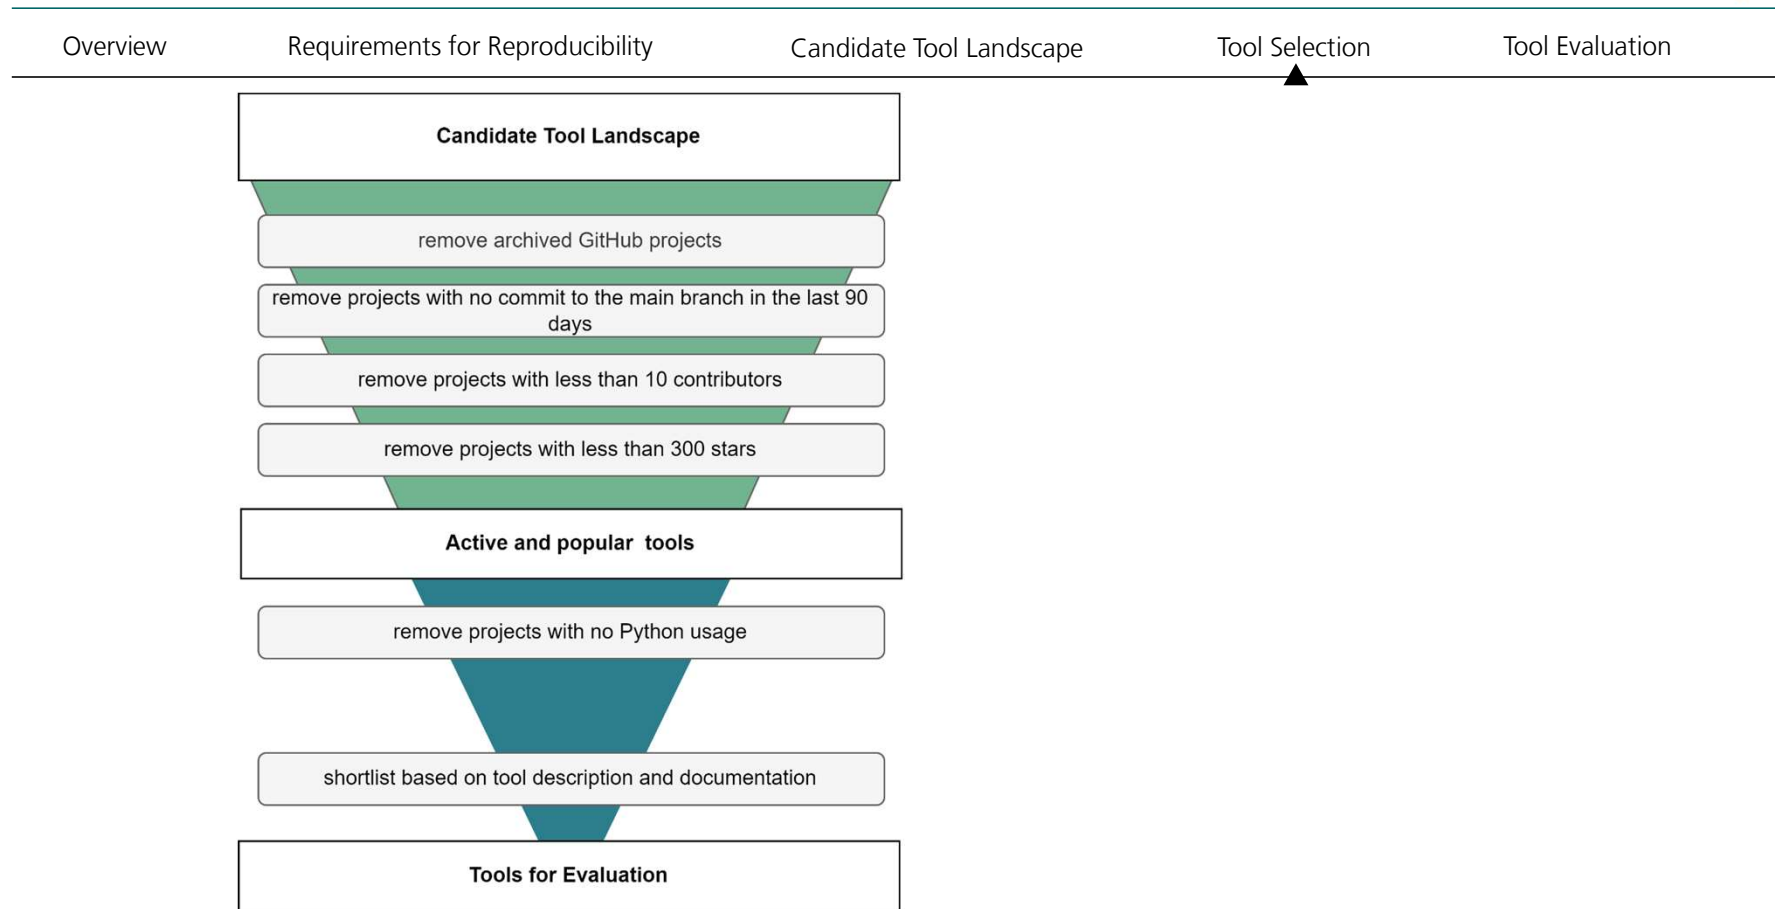 Overview
Requirements for Reproducibility
Candidate Tool Landscape
Tool Selection
Tool Evaluation
Candidate Tool Landscape
remove archived GitHub projects
remove projects with no commit to the main branch in the last 90
days
remove projects with less than 10 contributors
remove projects with less than 300 stars
Active and popular tools
remove projects with no Python usage
shortlist based on tool description and documentation
Tools for Evaluation